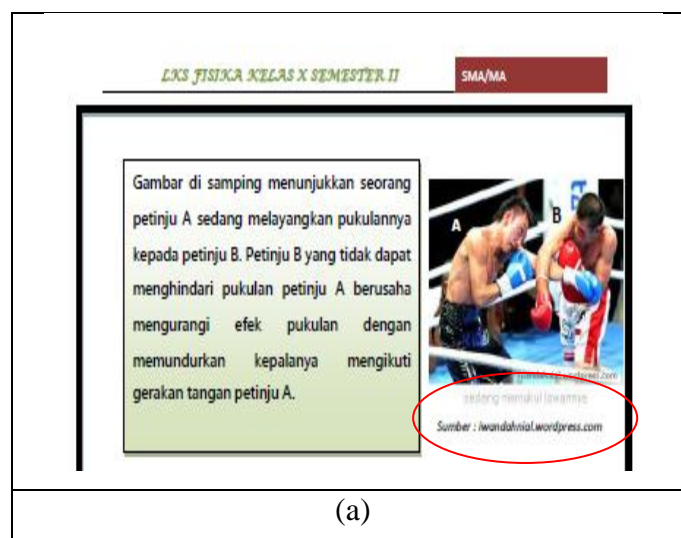 LKS FISIKA KELAS X SEMESTER II
SMA/MA
Gambar di samping menunjukkan seorang
petinju A sedang melayangkan pukulannya
kepada petinju B. Petinju B yang tidak dapat
menghindari pukulan petinju A berusaha
mengurangi efek pukulan dengan
memundurkan kepalanya mengikuti
gerakan tangan petinju A.
A
B
sedang memukul lawannya
Sumber : iwandahnial.wordpress.com
(a)